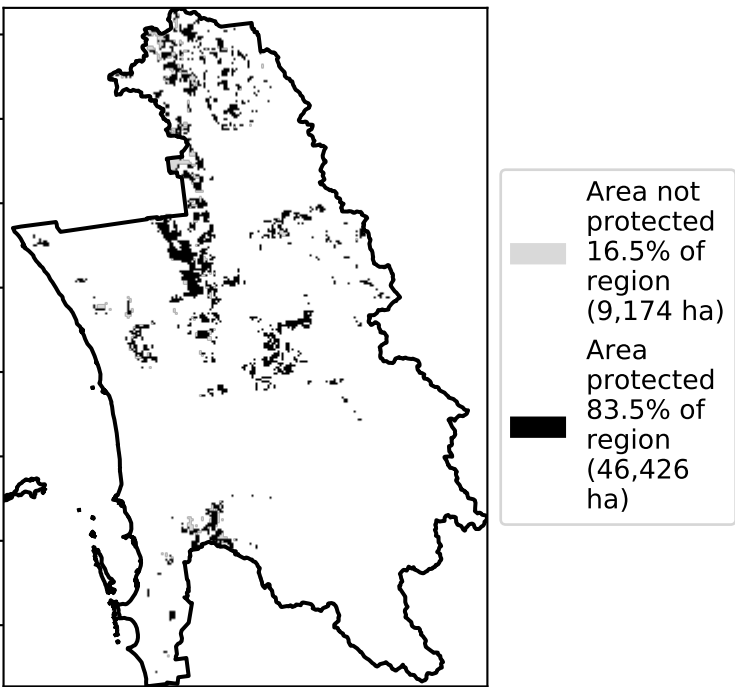 Area not
protected
16.5% of
region
(9,174 ha)
Area
protected
83.5% of
region
(46,426
ha)